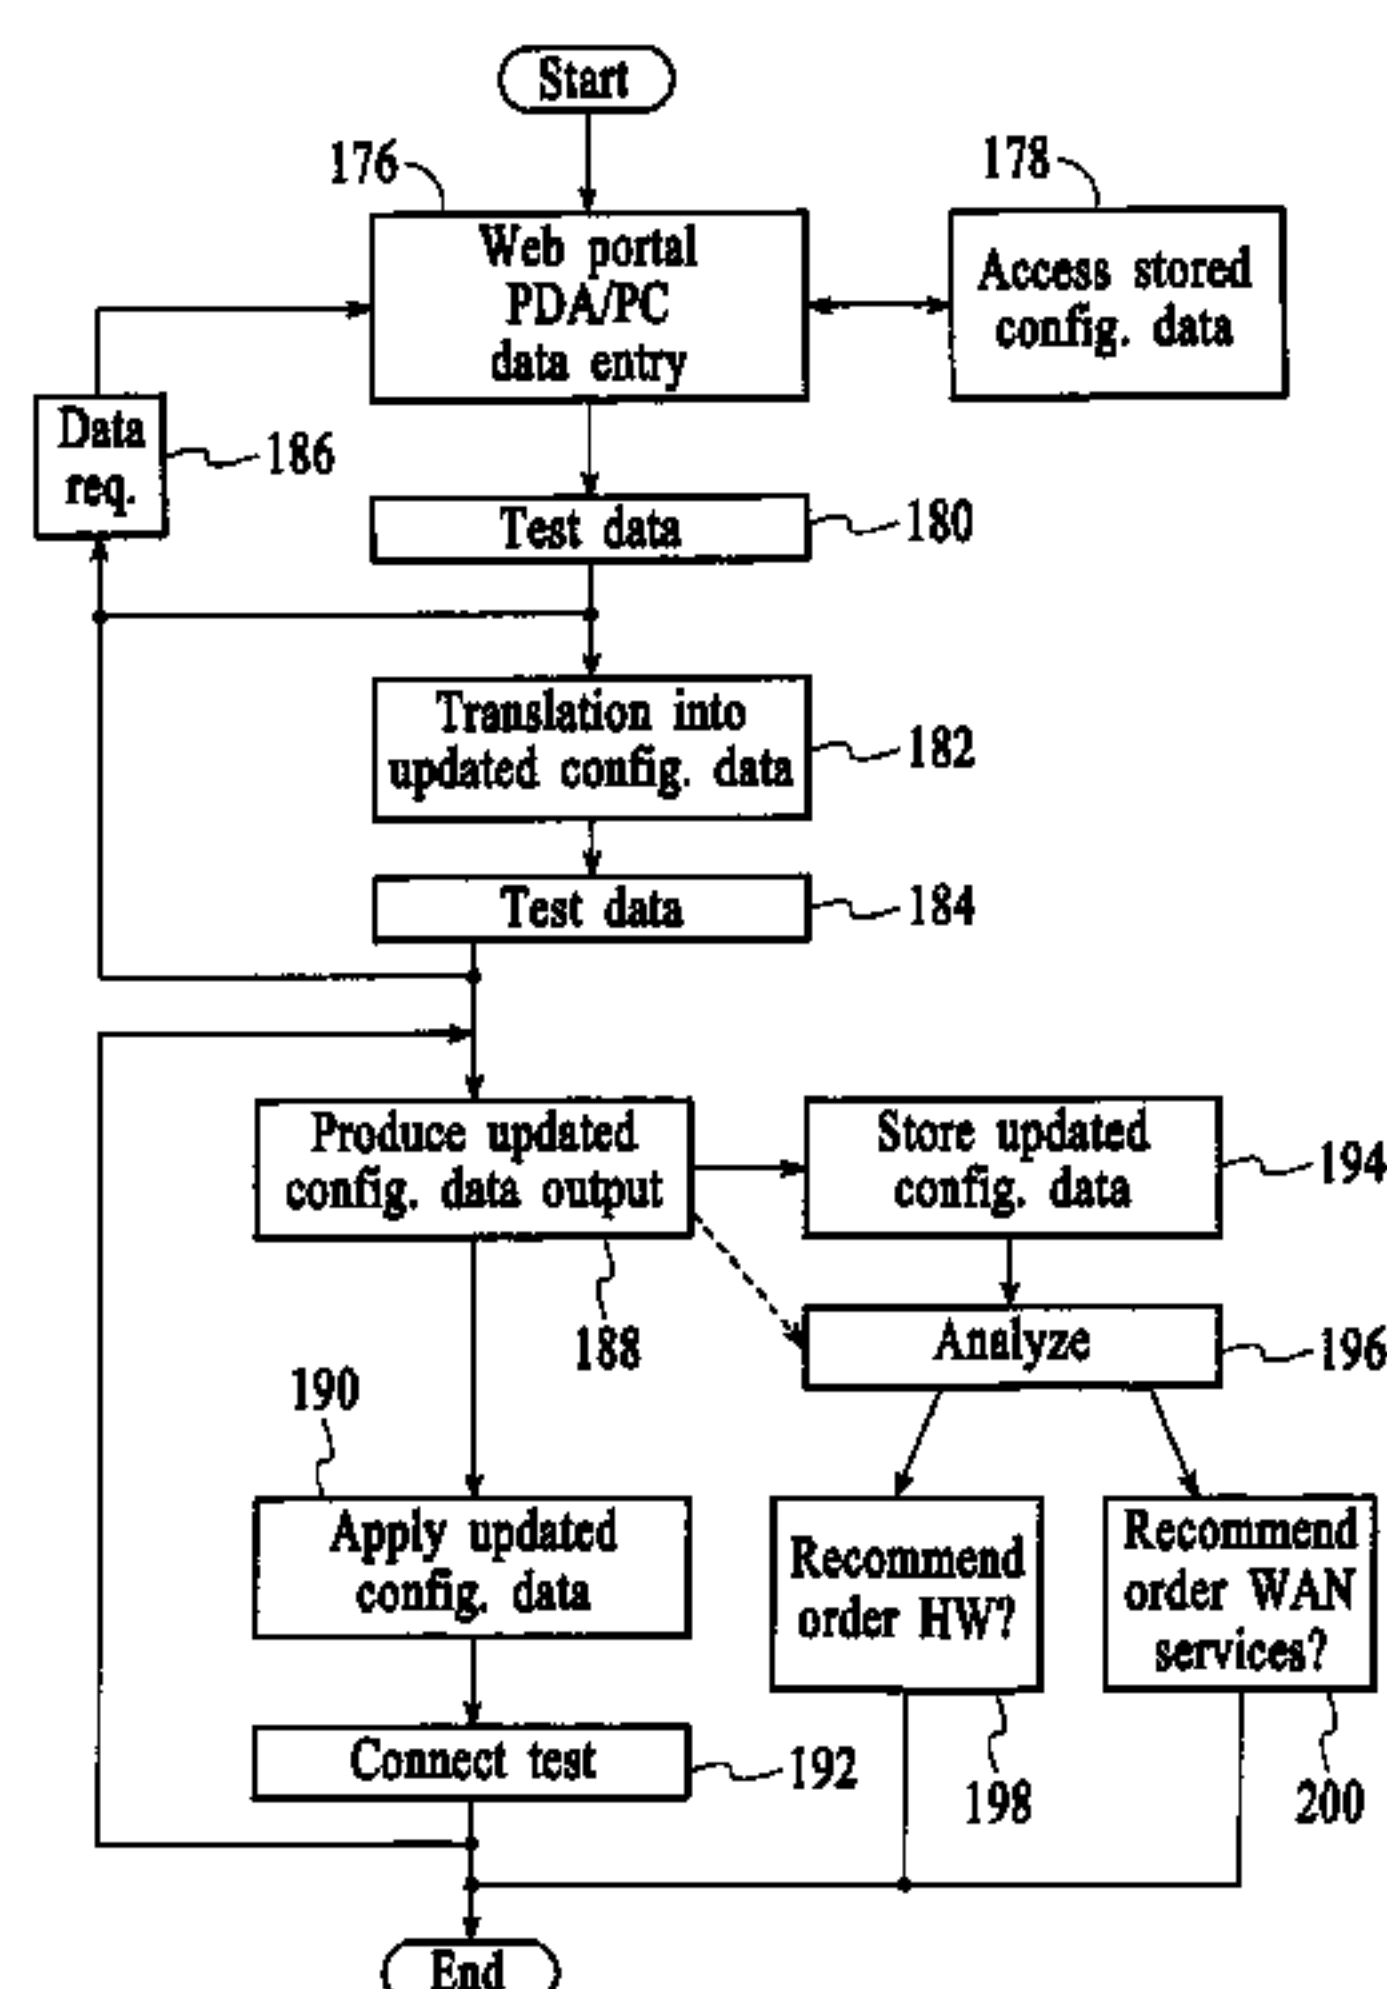 Start
176
178
Web portal
PDA/PC
data entry
Access stored
config. data
Data
req.
186
Test data
180
Translation into
updated config. data
182
Test data
184
Produce updated
config. data output
188
Store updated
config. data
194
Analyze
196
190
Apply updated
config. data
Recommend
order HW?
198
Recommend
order WAN
services?
200
Connect test
192
End